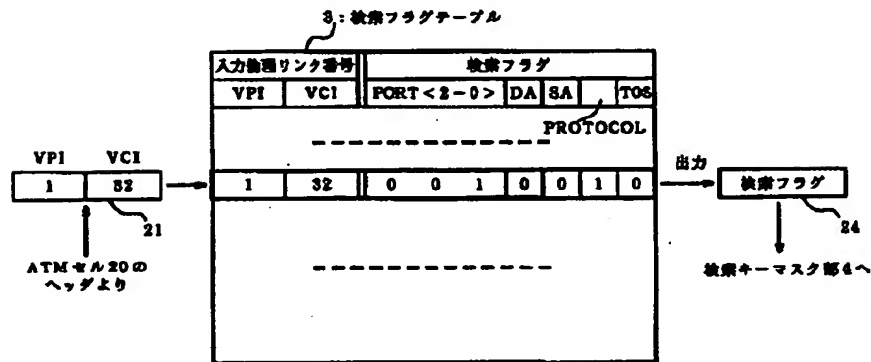 3:検索フラグテーブル
入力物理リンク番号 検索フラグ
VPI VCI PORT<2-0> DA SA TOS
PROTOCOL
VPI VCI
1 32
1 32 0 0 1 0 0 1 0
出力
検索フラグ
21
24
ATMセル20の
ヘッダより
検索キーマスク部4へ